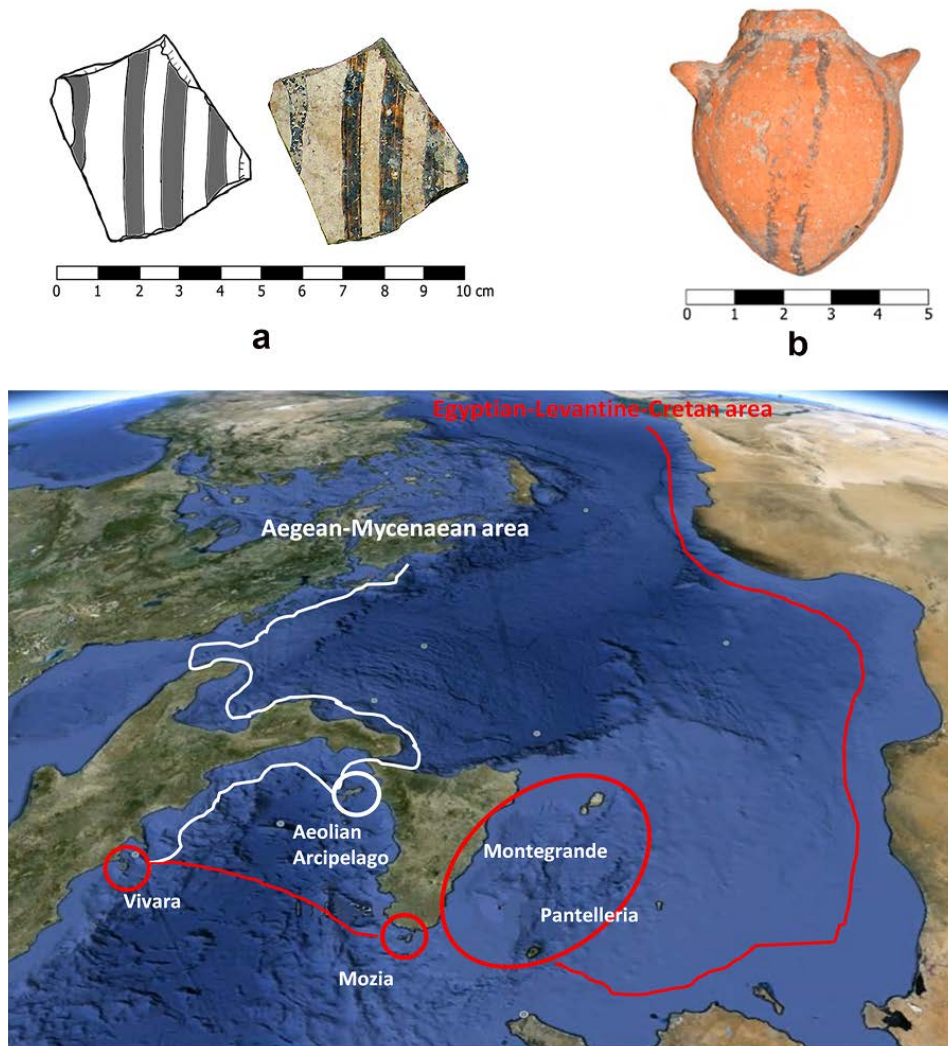 0 1 2 3 4 5 6 7 8 9 10 cm
a
0 1 2 3 4 5
b
Egyptian-Levantine-Cretan area
Aegean-Mycenaean area
Aeolian
Arcipelago
Montegrande
Vivara
Pantelleria
Mozia